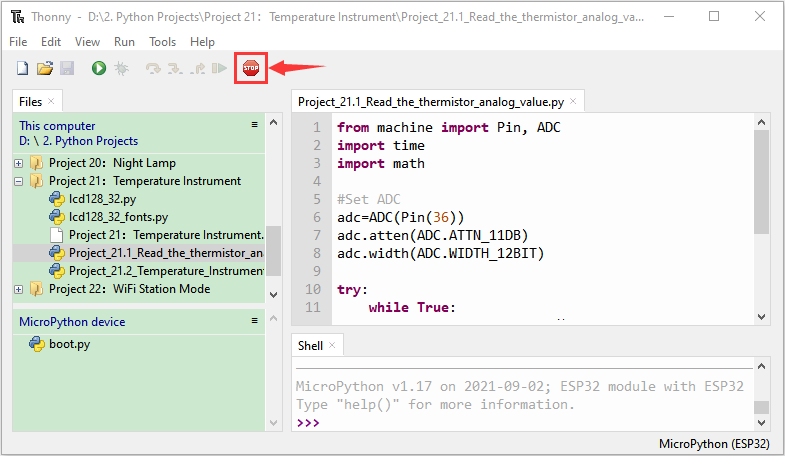 Thonny - D:\2. Python Projects\Project 21：Temperature Instrument\Project_21.1_Read_the_thermistor_analog_va...
File Edit View Run Tools Help
STOP
Files
This computer
D: \ 2. Python Projects
Project 20：Night Lamp
Project 21：Temperature Instrument
lcd128_32.py
lcd128_32_fonts.py
Project 21：Temperature Instrument.
Project_21.1_Read_the_thermistor_an
Project_21.2_Temperature_Instrument
Project 22：WiFi Station Mode
MicroPython device
boot.py
Project_21.1_Read_the_thermistor_analog_value.py
1 from machine import Pin, ADC
2 import time
3 import math
4
5 #Set ADC
6 adc=ADC(Pin(36))
7 adc.atten(ADC.ATTN_11DB)
8 adc.width(ADC.WIDTH_12BIT)
9
10 try:
11 while True:
Shell
MicroPython v1.17 on 2021-09-02; ESP32 module with ESP32
Type "help()" for more information.
>>>
MicroPython (ESP32)